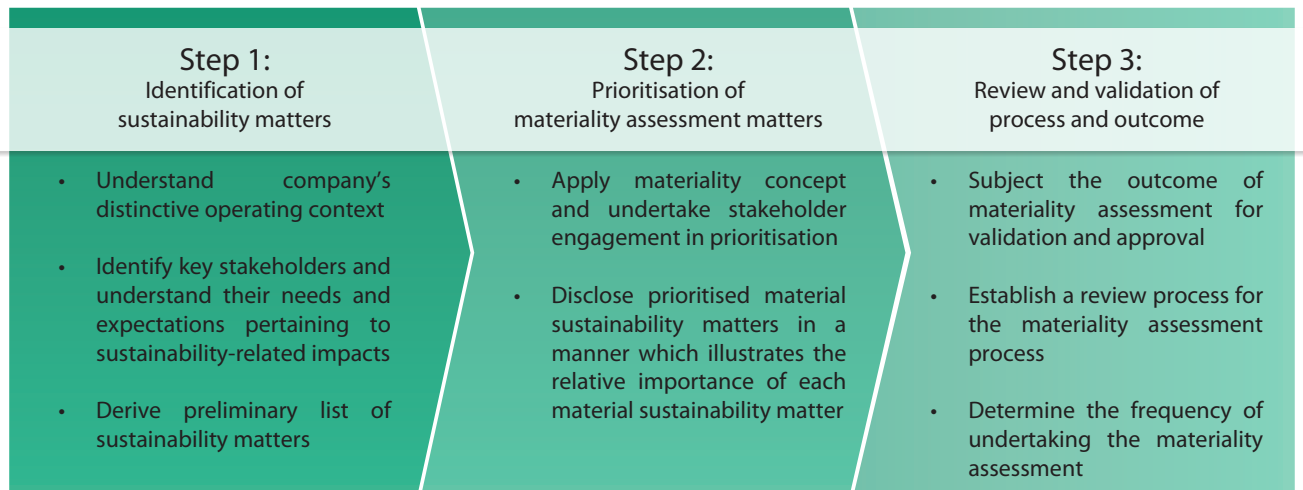 Step 1:
Identification of
sustainability matters
• Understand company’s
distinctive operating context
• Identify key stakeholders and
understand their needs and
expectations pertaining to
sustainability-related impacts
• Derive preliminary list of
sustainability matters
Step 2:
Prioritisation of
materiality assessment matters
• Apply materiality concept
and undertake stakeholder
engagement in prioritisation
• Disclose prioritised material
sustainability matters in a
manner which illustrates the
relative importance of each
material sustainability matter
Step 3:
Review and validation of
process and outcome
• Subject the outcome of
materiality assessment for
validation and approval
• Establish a review process for
the materiality assessment
process
• Determine the frequency of
undertaking the materiality
assessment